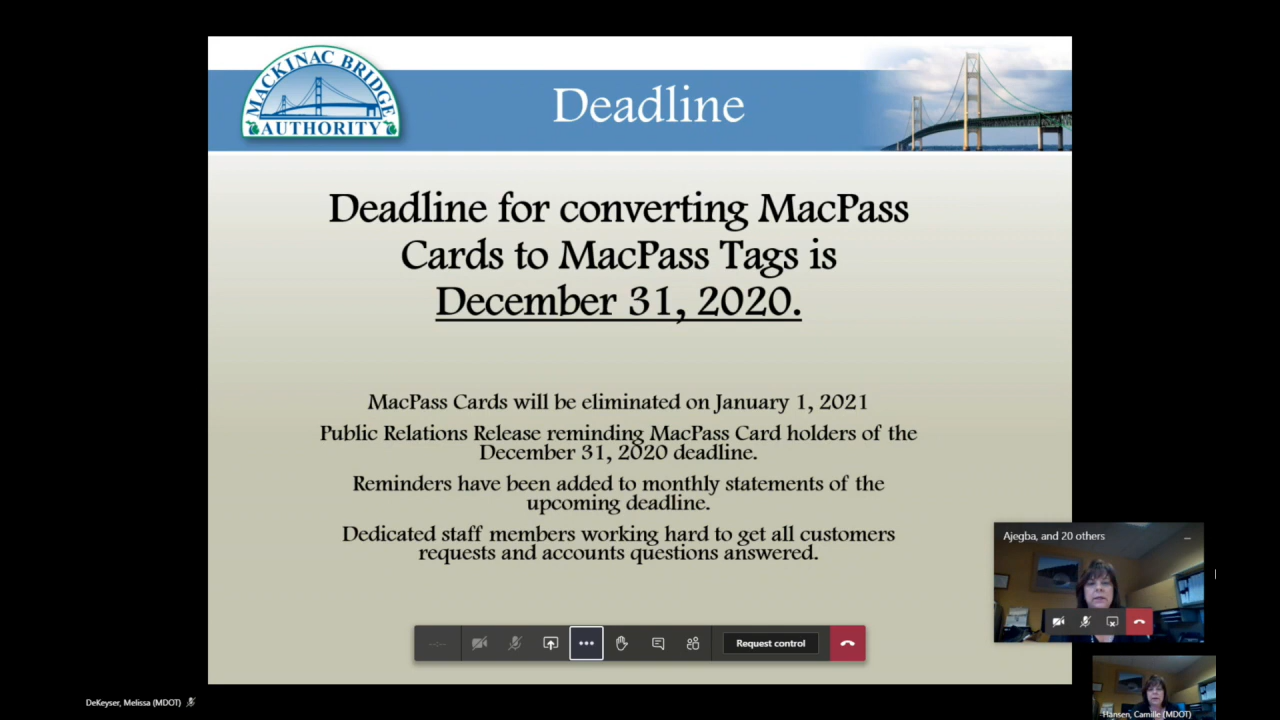 MACKINAC BRIDGE
AUTHORITY
Deadline
Deadline for converting MacPass
Cards to MacPass Tags is
December 31, 2020.
MacPass Cards will be eliminated on January 1, 2021
Public Relations Release reminding MacPass Card holders of the
December 31, 2020 deadline.
Reminders have been added to monthly statements of the
upcoming deadline.
Dedicated staff members working hard to get all customers
requests and accounts questions answered.
Ajegba, and 20 others
Request control
DeKeyser, Melissa (MDOT)
Hansen, Camille (MDOT)